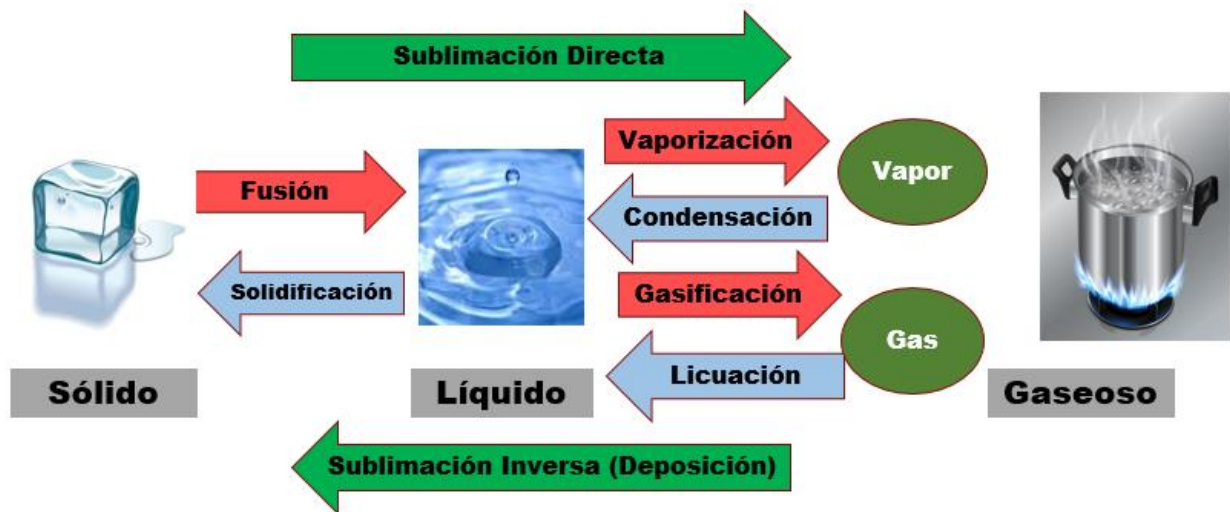 Sublimación Directa
Vaporización
Vapor
Fusión
Condensación
Solidificación
Gasificación
Gas
Licuación
Sólido
Líquido
Gaseoso
Sublimación Inversa (Deposición)